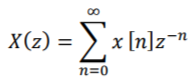 X(z) = ∞∑n=0 x [n]z⁻ⁿ